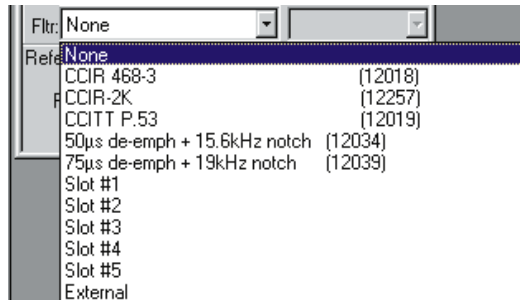 Fltr: None
Refe None
CCIR 468-3 (12018)
F CCIR-2K (12257)
CCITT P.53 (12019)
50µs de-emph + 15.6kHz notch (12034)
75µs de-emph + 19kHz notch (12039)
Slot #1
Slot #2
Slot #3
Slot #4
Slot #5
External